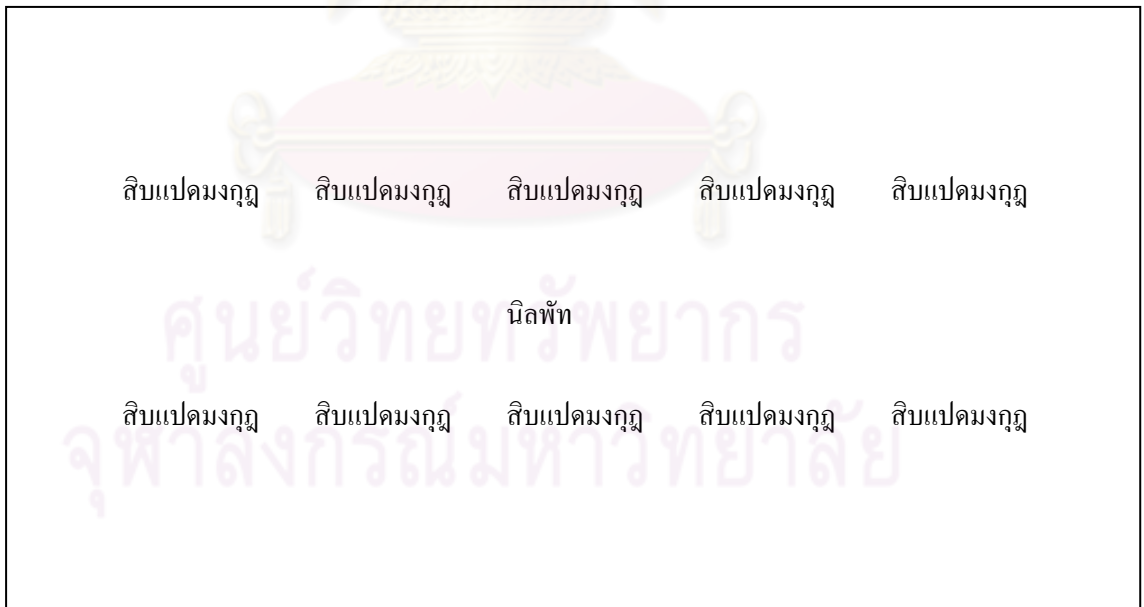 สิบแปดมงกุฎ สิบแปดมงกุฎ สิบแปดมงกุฎ สิบแปดมงกุฎ สิบแปดมงกุฎ
นิลพัท
สิบแปดมงกุฎ สิบแปดมงกุฎ สิบแปดมงกุฎ สิบแปดมงกุฎ สิบแปดมงกุฎ
ศูนย์วิทยทรัพยากร
จุฬาลงกรณ์มหาวิทยาลัย